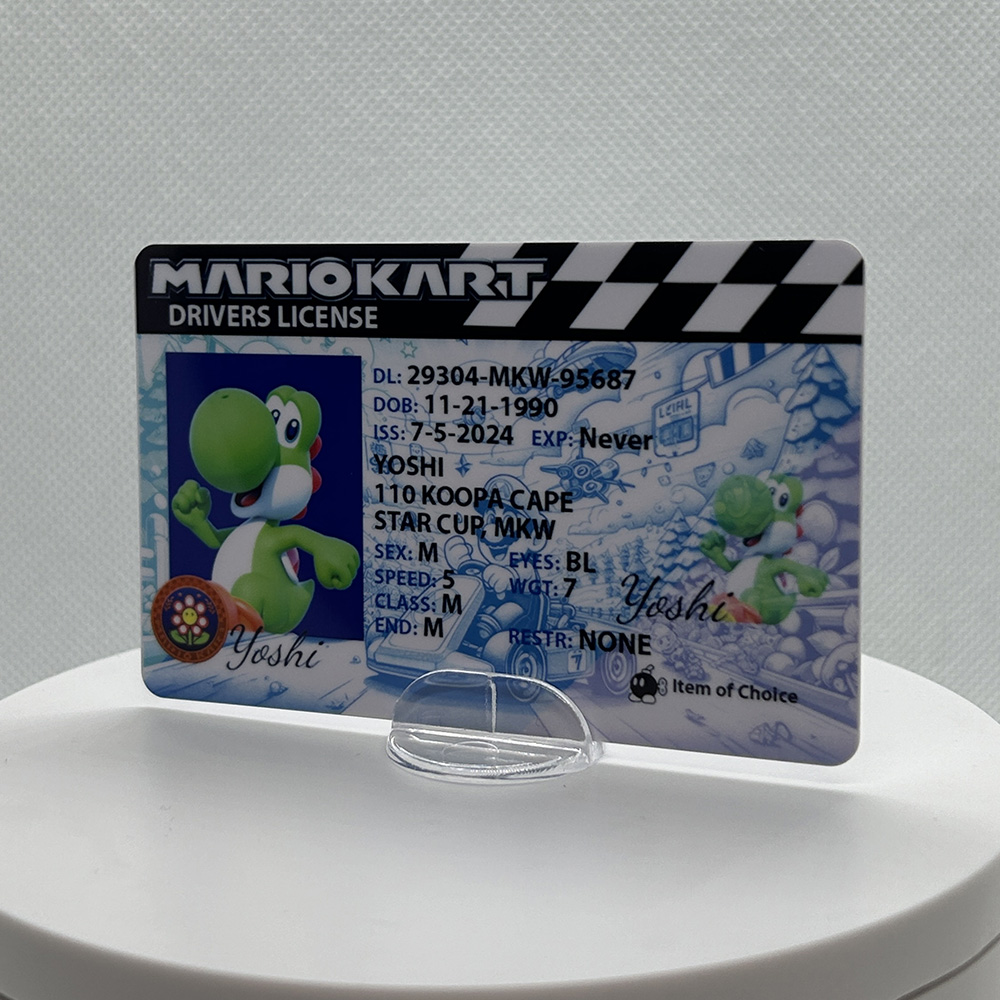 MARIOKART
DRIVERS LICENSE
DL: 29304-MKW-95687
DOB: 11-21-1990
ISS: 7-5-2024 EXP: Never
YOSHI
110 KOOPA CAPE
STAR CUP, MKW
SEX: M EYES: BL
SPEED: 5 WGT: 7
CLASS: M
END: M RESTR: NONE
Yoshi
Yoshi
Item of Choice